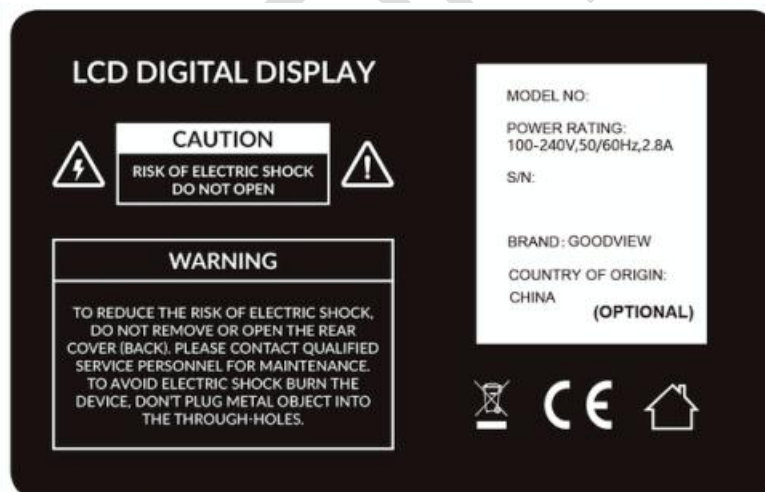 LCD DIGITAL DISPLAY
CAUTION
RISK OF ELECTRIC SHOCK
DO NOT OPEN
WARNING
TO REDUCE THE RISK OF ELECTRIC SHOCK,
DO NOT REMOVE OR OPEN THE REAR
COVER (BACK). PLEASE CONTACT QUALIFIED
SERVICE PERSONNEL FOR MAINTENANCE.
TO AVOID ELECTRIC SHOCK BURN THE
DEVICE, DON'T PLUG METAL OBJECT INTO
THE THROUGH-HOLES.
MODEL NO:
POWER RATING:
100-240V,50/60Hz,2.8A
S/N:
BRAND: GOODVIEW
COUNTRY OF ORIGIN:
CHINA
(OPTIONAL)
CE